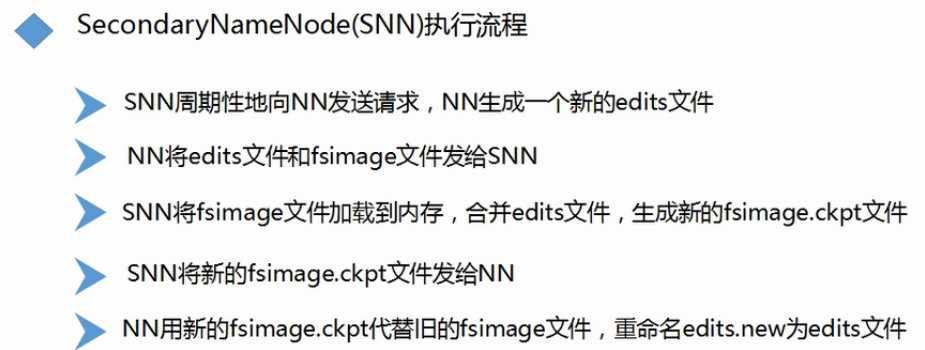 SecondaryNameNode(SNN)执行流程
SNN周期性地向NN发送请求，NN生成一个新的edits文件
NN将edits文件和fsimage文件发给SNN
SNN将fsimage文件加载到内存，合并edits文件，生成新的fsimage.ckpt文件
SNN将新的fsimage.ckpt文件发给NN
NN用新的fsimage.ckpt代替旧的fsimage文件，重命名edits.new为edits文件